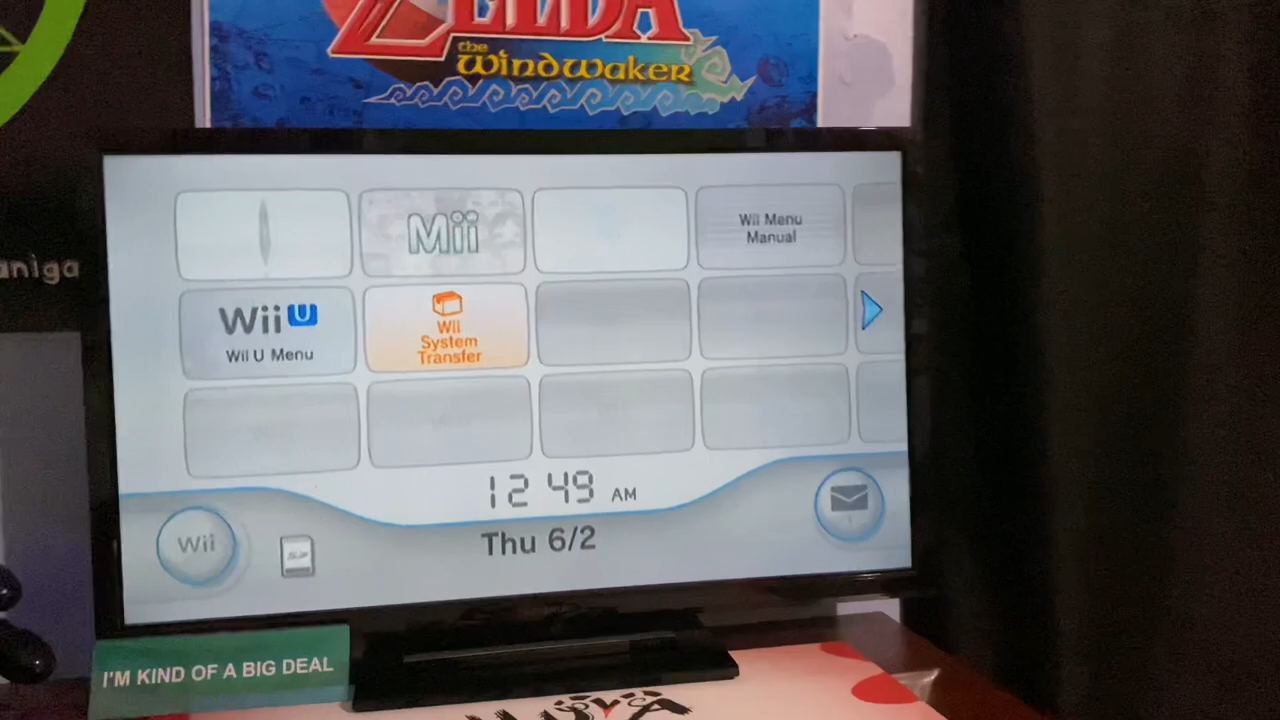 ZELDA
the
WindWaker
aniga
Mii
Wii Menu
Manual
Wii U
Wii U Menu
Wii
System
Transfer
12 49 AM
Thu 6/2
Wii
I'M KIND OF A BIG DEAL